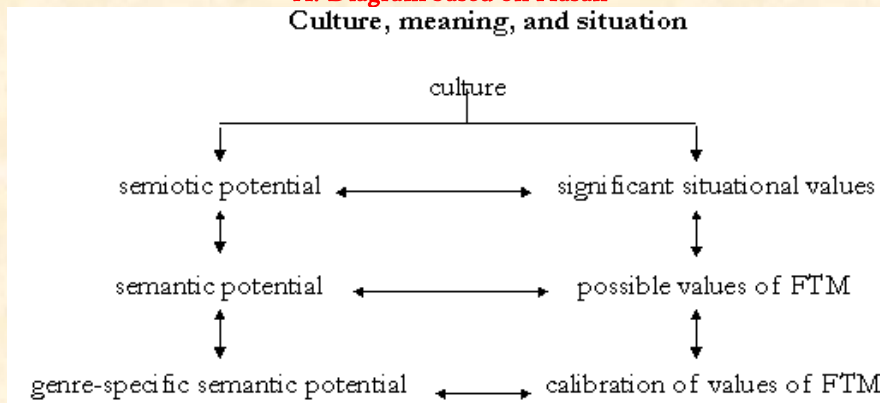 Culture, meaning, and situation
culture
semiotic potential significant situational values
semantic potential possible values of FTM
genre-specific semantic potential calibration of values of FTM